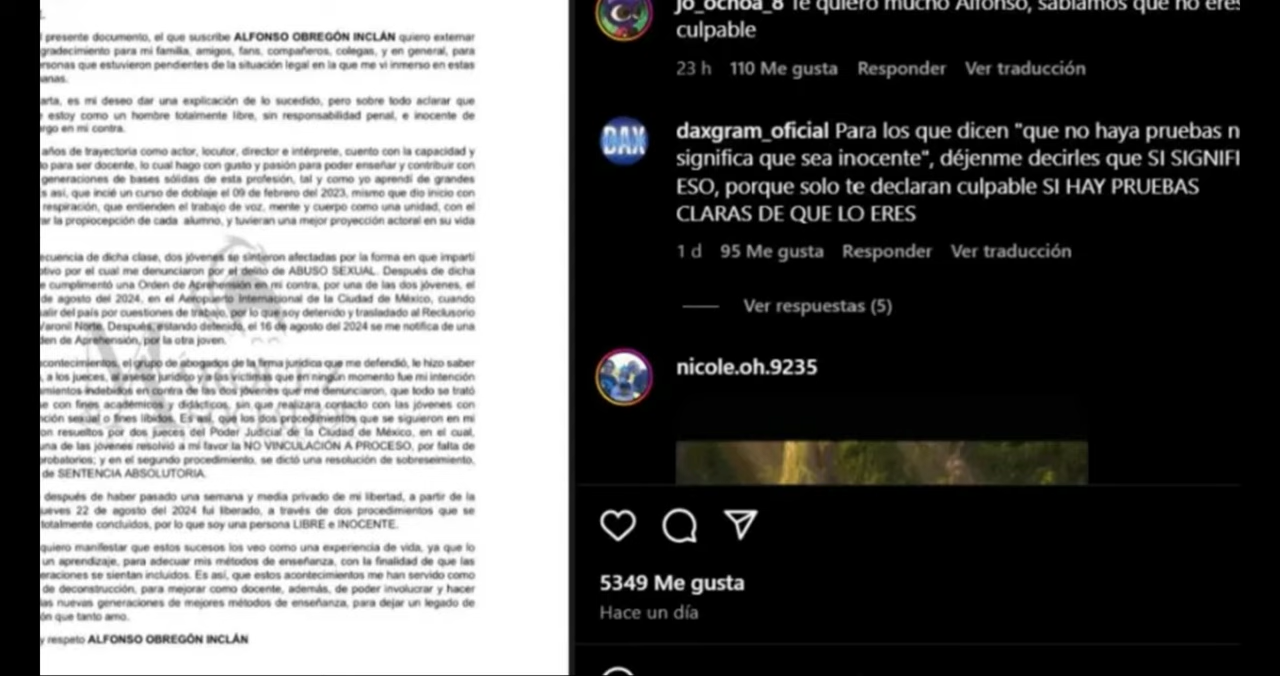 presente documento, el que suscribe ALFONSO OBREGÓN INCLÁN quiero externar
gradecimiento para mi familia, amigos, fans, compañeros, colegas, y en general, para
rsonas que estuvieron pendientes de la situación legal en la que me vi inmerso en estas
anas.
arta, es mi deseo dar una explicación de lo sucedido, pero sobre todo aclarar que
estoy como un hombre totalmente libre, sin responsabilidad penal, e inocente de
rgo en mi contra.
años de trayectoria como actor, locutor, director e intérprete, cuento con la capacidad y
o para ser docente, lo cual hago con gusto y pasión para poder enseñar y contribuir con
generaciones de bases sólidas de esta profesión, tal y como yo aprendí de grandes
s así, que incié un curso de doblaje el 09 de febrero del 2023, mismo que dio inicio con
respiración, que entienden el trabajo de voz, mente y cuerpo como una unidad, con el
ar la propiocepción de cada alumno, y tuvieran una mejor proyección actoral en su vida
ecuencia de dicha clase, dos jóvenes se sintieron afectadas por la forma en que impartí
otivo por el cual me denunciaron por el delito de ABUSO SEXUAL. Después de dicha
e cumplimentó una Orden de Aprehensión en mi contra, por una de las dos jóvenes, el
de agosto del 2024, en el Aeropuerto Internacional de la Ciudad de México, cuando
alir del país por cuestiones de trabajo, por lo que soy detenido y trasladado al Reclusorio
Varonil Norte. Después, estando detenido, el 16 de agosto del 2024 se me notifica de una
den de Aprehensión, por la otra joven.
contecimientos, el grupo de abogados de la firma jurídica que me defendió, le hizo saber
, a los jueces, al asesor jurídico y a las víctimas que en ningún momento fue mi intención
mientos indebidos en contra de las dos jóvenes que me denunciaron, que todo se trató
e con fines académicos y didácticos, sin que realizara contacto con las jóvenes con
ción sexual o fines libidos. Es así, que los dos procedimientos que se siguieron en mi
on resueltos por dos jueces del Poder Judicial de la Ciudad de México, en el cual,
una de las jóvenes resolvió a mi favor la NO VINCULACIÓN A PROCESO, por falta de
probatorios; y en el segundo procedimiento, se dictó una resolución de sobreseimiento,
de SENTENCIA ABSOLUTORIA.
después de haber pasado una semana y media privado de mi libertad, a partir de la
ueves 22 de agosto del 2024 fui liberado, a través de dos procedimientos que se
totalmente concluidos, por lo que soy una persona LIBRE e INOCENTE.
quiero manifestar que estos sucesos los veo como una experiencia de vida, ya que lo
un aprendizaje, para adecuar mis métodos de enseñanza, con la finalidad de que las
eraciones se sientan incluidos. Es así, que estos acontecimientos me han servido como
de deconstrucción, para mejorar como docente, además, de poder involucrar y hacer
las nuevas generaciones de mejores métodos de enseñanza, para dejar un legado de
ón que tanto amo.
y respeto ALFONSO OBREGÓN INCLÁN
jo_ochoa_8 Te quiero mucho Alfonso, sabíamos que no eres
culpable
23 h 110 Me gusta Responder Ver traducción
DAX
daxgram_oficial Para los que dicen "que no haya pruebas n
significa que sea inocente", déjenme decirles que SI SIGNIFI
ESO, porque solo te declaran culpable SI HAY PRUEBAS
CLARAS DE QUE LO ERES
1 d 95 Me gusta Responder Ver traducción
Ver respuestas (5)
nicole.oh.9235
5349 Me gusta
Hace un día